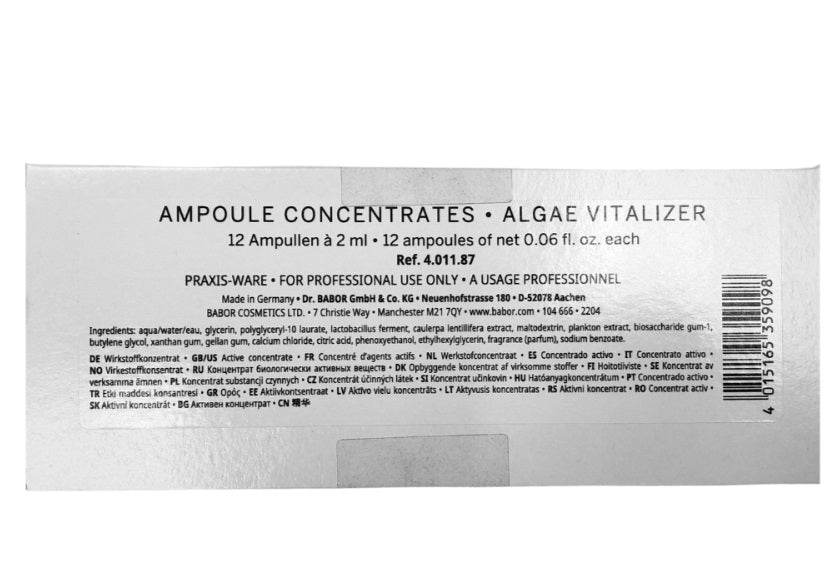 AMPOULE CONCENTRATES • ALGAE VITALIZER
12 Ampullen à 2 ml • 12 ampoules of net 0.06 fl. oz. each
Ref. 4.011.87
PRAXIS-WARE • FOR PROFESSIONAL USE ONLY • A USAGE PROFESSIONNEL
Made in Germany • Dr. BABOR GmbH & Co. KG • Neuenhofstrasse 180 • D-52078 Aachen
BABOR COSMETICS LTD. • 7 Christie Way • Manchester M21 7QY • www.babor.com • 104 666 • 2204
Ingredients: aqua/water/eau, glycerin, polyglyceryl-10 laurate, lactobacillus ferment, caulerpa lentillifera extract, maltodextrin, plankton extract, biosaccharide gum-1,
butylene glycol, xanthan gum, gellan gum, calcium chloride, citric acid, phenoxyethanol, ethylhexylglycerin, fragrance (parfum), sodium benzoate.
DE Wirkstoffkonzentrat • GB/US Active concentrate • FR Concentré d'agents actifs • NL Werkstofconcentraat • ES Concentrado activo • IT Concentrato attivo •
NO Virkestoffkonsentrat • RU Концентрат биологически активных веществ • DK Opbyggende koncentrat af virksomme stoffer • FI Hoitotiiviste • SE Koncentrat av
verksamma ämnen • PL Koncentrat substancji czynnych • CZ Koncentrát účinných látek • SI Koncentrat učinkovin • HU Hatóanyagkoncentrátum • PT Concentrado activo •
TR Etki maddesi konsantresi • GR Ορός • EE Aktiivkontsentraat • LV Aktīvo vielu koncentrāts • LT Aktyvusis koncentratas • RS Aktivni koncentrat • RO Concentrat activ •
SK Aktívni koncentrát • BG Активен концентрат • CN 精华
4 015165 359098